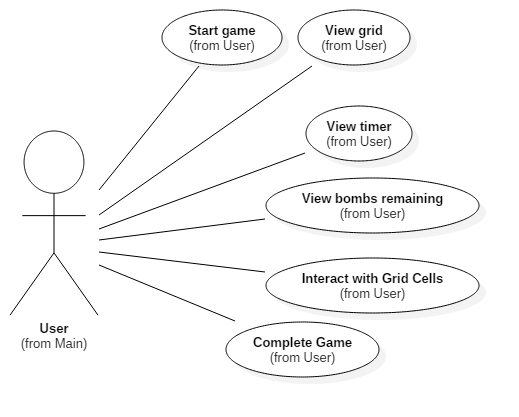 Start game
(from User)
View grid
(from User)
View timer
(from User)
View bombs remaining
(from User)
Interact with Grid Cells
(from User)
User
(from Main)
Complete Game
(from User)